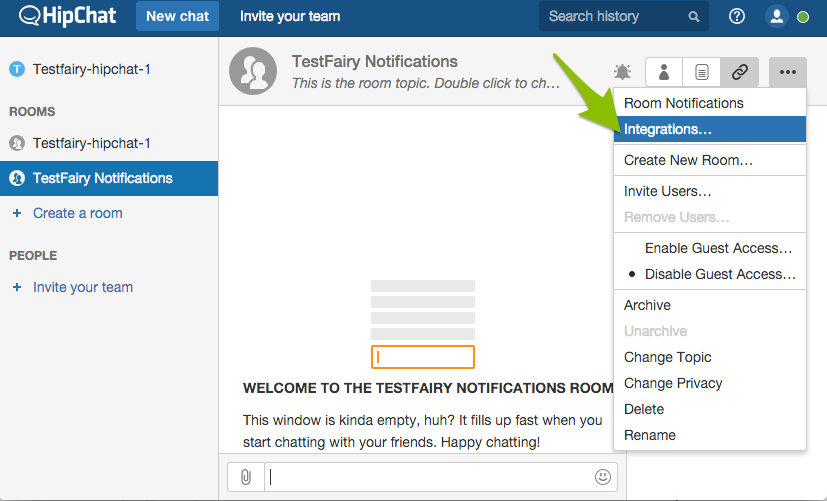 HipChat
New chat
Invite your team
Search history
T
Testfairy-hipchat-1
ROOMS
Testfairy-hipchat-1
TestFairy Notifications
+ Create a room
PEOPLE
+ Invite your team
TestFairy Notifications
This is the room topic. Double click to ch…
Room Notifications
Integrations…
Create New Room…
Invite Users…
Remove Users…
Enable Guest Access…
• Disable Guest Access…
Archive
Unarchive
Change Topic
Change Privacy
Delete
Rename
WELCOME TO THE TESTFAIRY NOTIFICATIONS ROOM
This window is kinda empty, huh? It fills up fast when you
start chatting with your friends. Happy chatting!